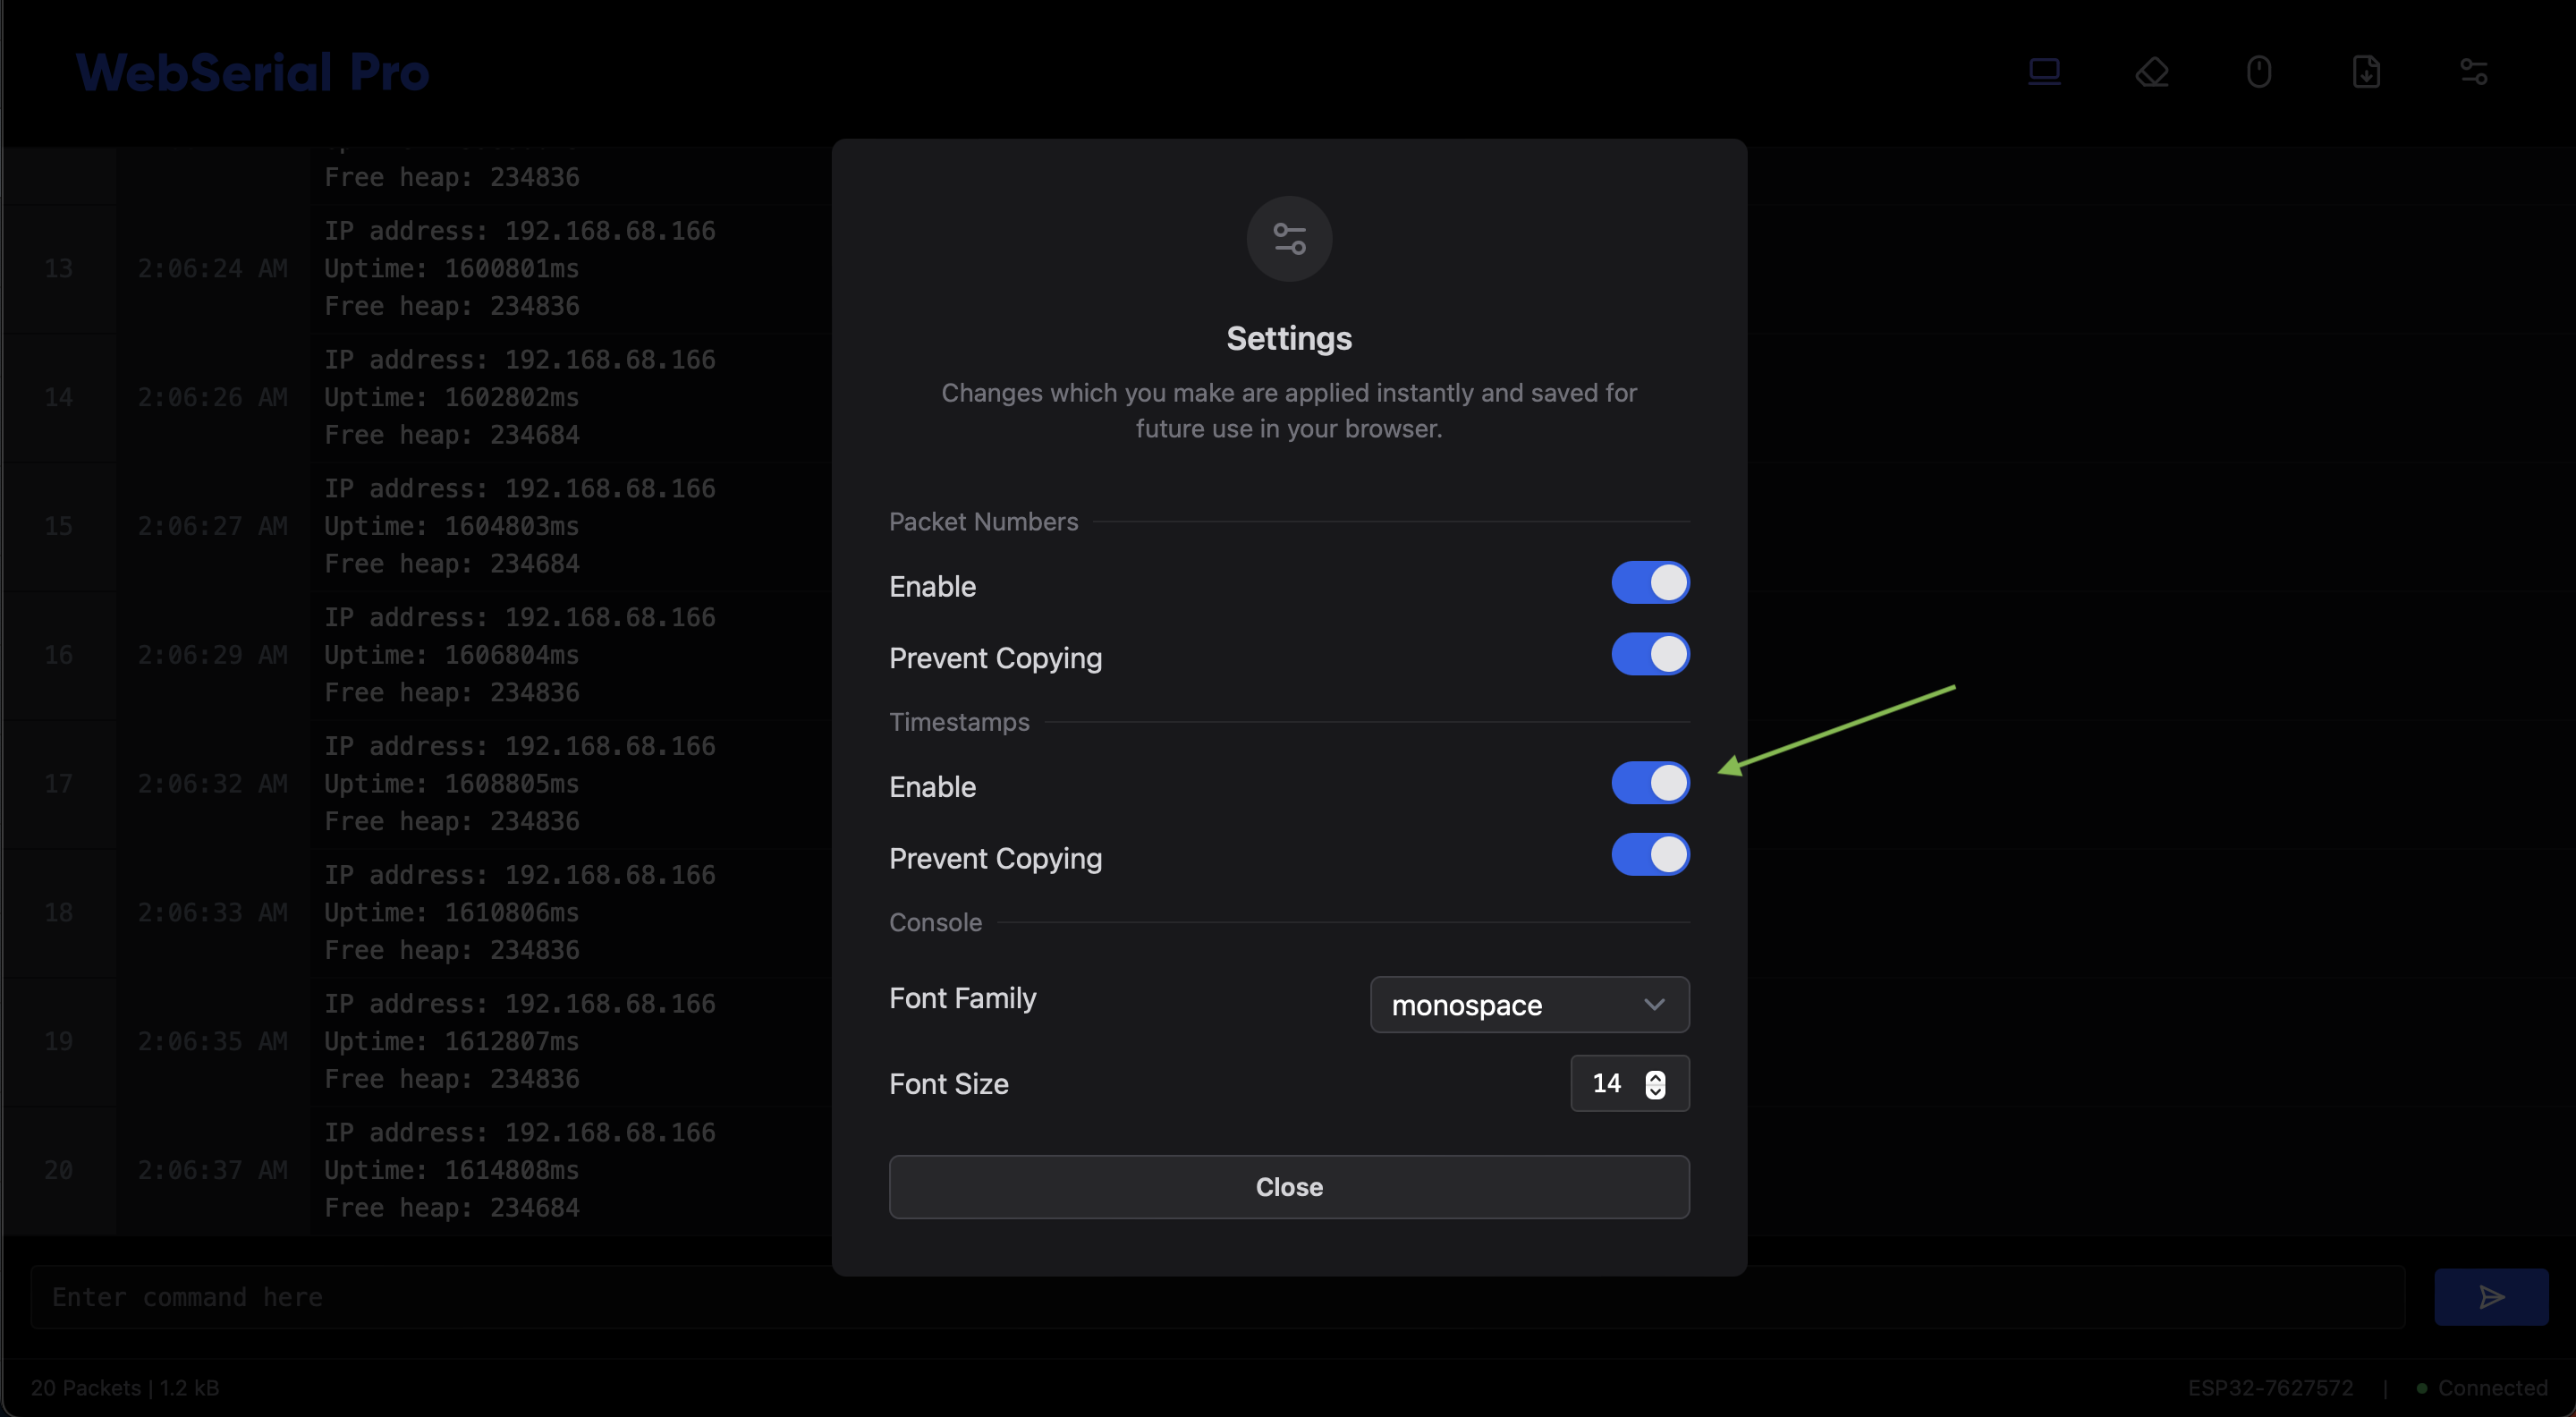 WebSerial Pro
Free heap: 234836
13
2:06:24 AM
IP address: 192.168.68.166
Uptime: 1600801ms
Free heap: 234836
14
2:06:26 AM
IP address: 192.168.68.166
Uptime: 1602802ms
Free heap: 234684
15
2:06:27 AM
IP address: 192.168.68.166
Uptime: 1604803ms
Free heap: 234684
16
2:06:29 AM
IP address: 192.168.68.166
Uptime: 1606804ms
Free heap: 234836
17
2:06:32 AM
IP address: 192.168.68.166
Uptime: 1608805ms
Free heap: 234836
18
2:06:33 AM
IP address: 192.168.68.166
Uptime: 1610806ms
Free heap: 234836
19
2:06:35 AM
IP address: 192.168.68.166
Uptime: 1612807ms
Free heap: 234836
20
2:06:37 AM
IP address: 192.168.68.166
Uptime: 1614808ms
Free heap: 234684
Settings
Changes which you make are applied instantly and saved for
future use in your browser.
Packet Numbers
Enable
Prevent Copying
Timestamps
Enable
Prevent Copying
Console
Font Family
monospace
Font Size
14
Close
Enter command here
20 Packets | 1.2 kB
ESP32-7627572 | Connected